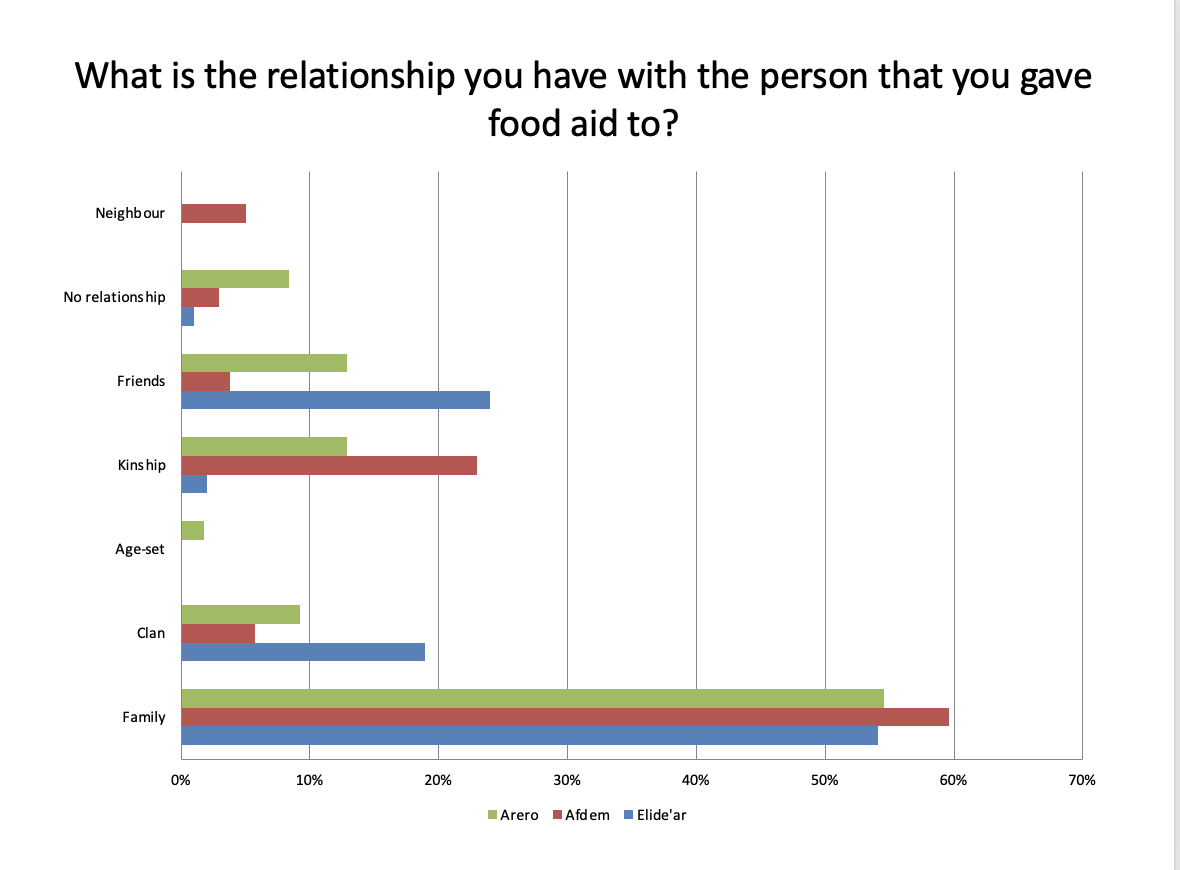 What is the relationship you have with the person that you gave
food aid to?
Neighbour
No relationship
Friends
Kinship
Age-set
Clan
Family
0% 10% 20% 30% 40% 50% 60% 70%
Arero Afdem Elide'ar